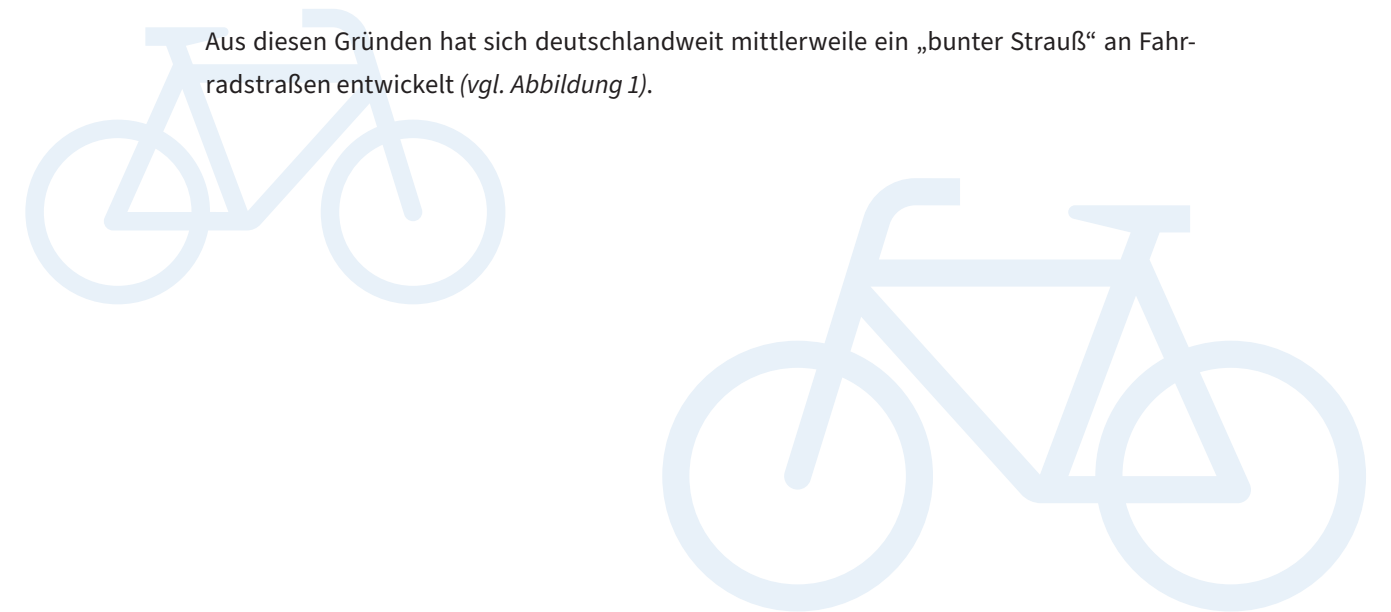 Aus diesen Gründen hat sich deutschlandweit mittlerweile ein „bunter Strauß“ an Fahr-
radstraßen entwickelt (vgl. Abbildung 1).